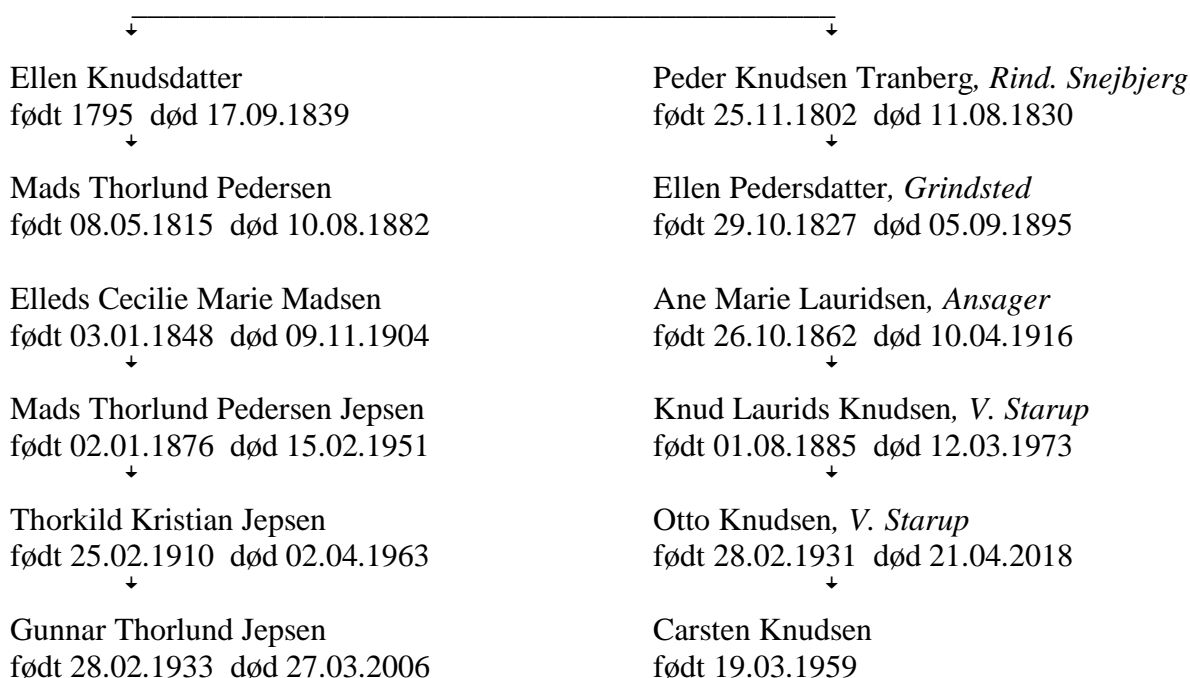 Ellen Knudsdatter
født 1795 død 17.09.1839
Mads Thorlund Pedersen
født 08.05.1815 død 10.08.1882
Elleds Cecilie Marie Madsen
født 03.01.1848 død 09.11.1904
Mads Thorlund Pedersen Jepsen
født 02.01.1876 død 15.02.1951
Thorkild Kristian Jepsen
født 25.02.1910 død 02.04.1963
Gunnar Thorlund Jepsen
født 28.02.1933 død 27.03.2006
Peder Knudsen Tranberg, Rind. Snejbjerg
født 25.11.1802 død 11.08.1830
Ellen Pedersdatter, Grindsted
født 29.10.1827 død 05.09.1895
Ane Marie Lauridsen, Ansager
født 26.10.1862 død 10.04.1916
Knud Laurids Knudsen, V. Starup
født 01.08.1885 død 12.03.1973
Otto Knudsen, V. Starup
født 28.02.1931 død 21.04.2018
Carsten Knudsen
født 19.03.1959